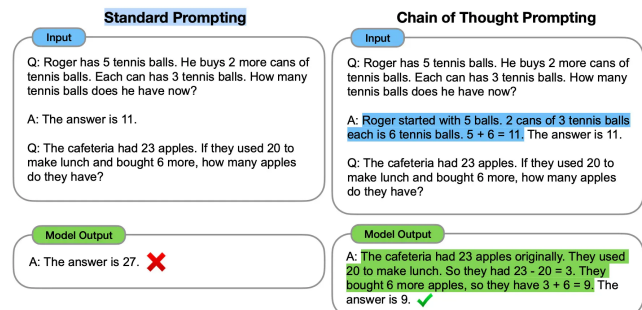 Standard Prompting
Input
Q: Roger has 5 tennis balls. He buys 2 more cans of
tennis balls. Each can has 3 tennis balls. How many
tennis balls does he have now?
A: The answer is 11.
Q: The cafeteria had 23 apples. If they used 20 to
make lunch and bought 6 more, how many apples
do they have?
Model Output
A: The answer is 27.
Chain of Thought Prompting
Input
Q: Roger has 5 tennis balls. He buys 2 more cans of
tennis balls. Each can has 3 tennis balls. How many
tennis balls does he have now?
A: Roger started with 5 balls. 2 cans of 3 tennis balls
each is 6 tennis balls. 5 + 6 = 11. The answer is 11.
Q: The cafeteria had 23 apples. If they used 20 to
make lunch and bought 6 more, how many apples
do they have?
Model Output
A: The cafeteria had 23 apples originally. They used
20 to make lunch. So they had 23 - 20 = 3. They
bought 6 more apples, so they have 3 + 6 = 9. The
answer is 9.